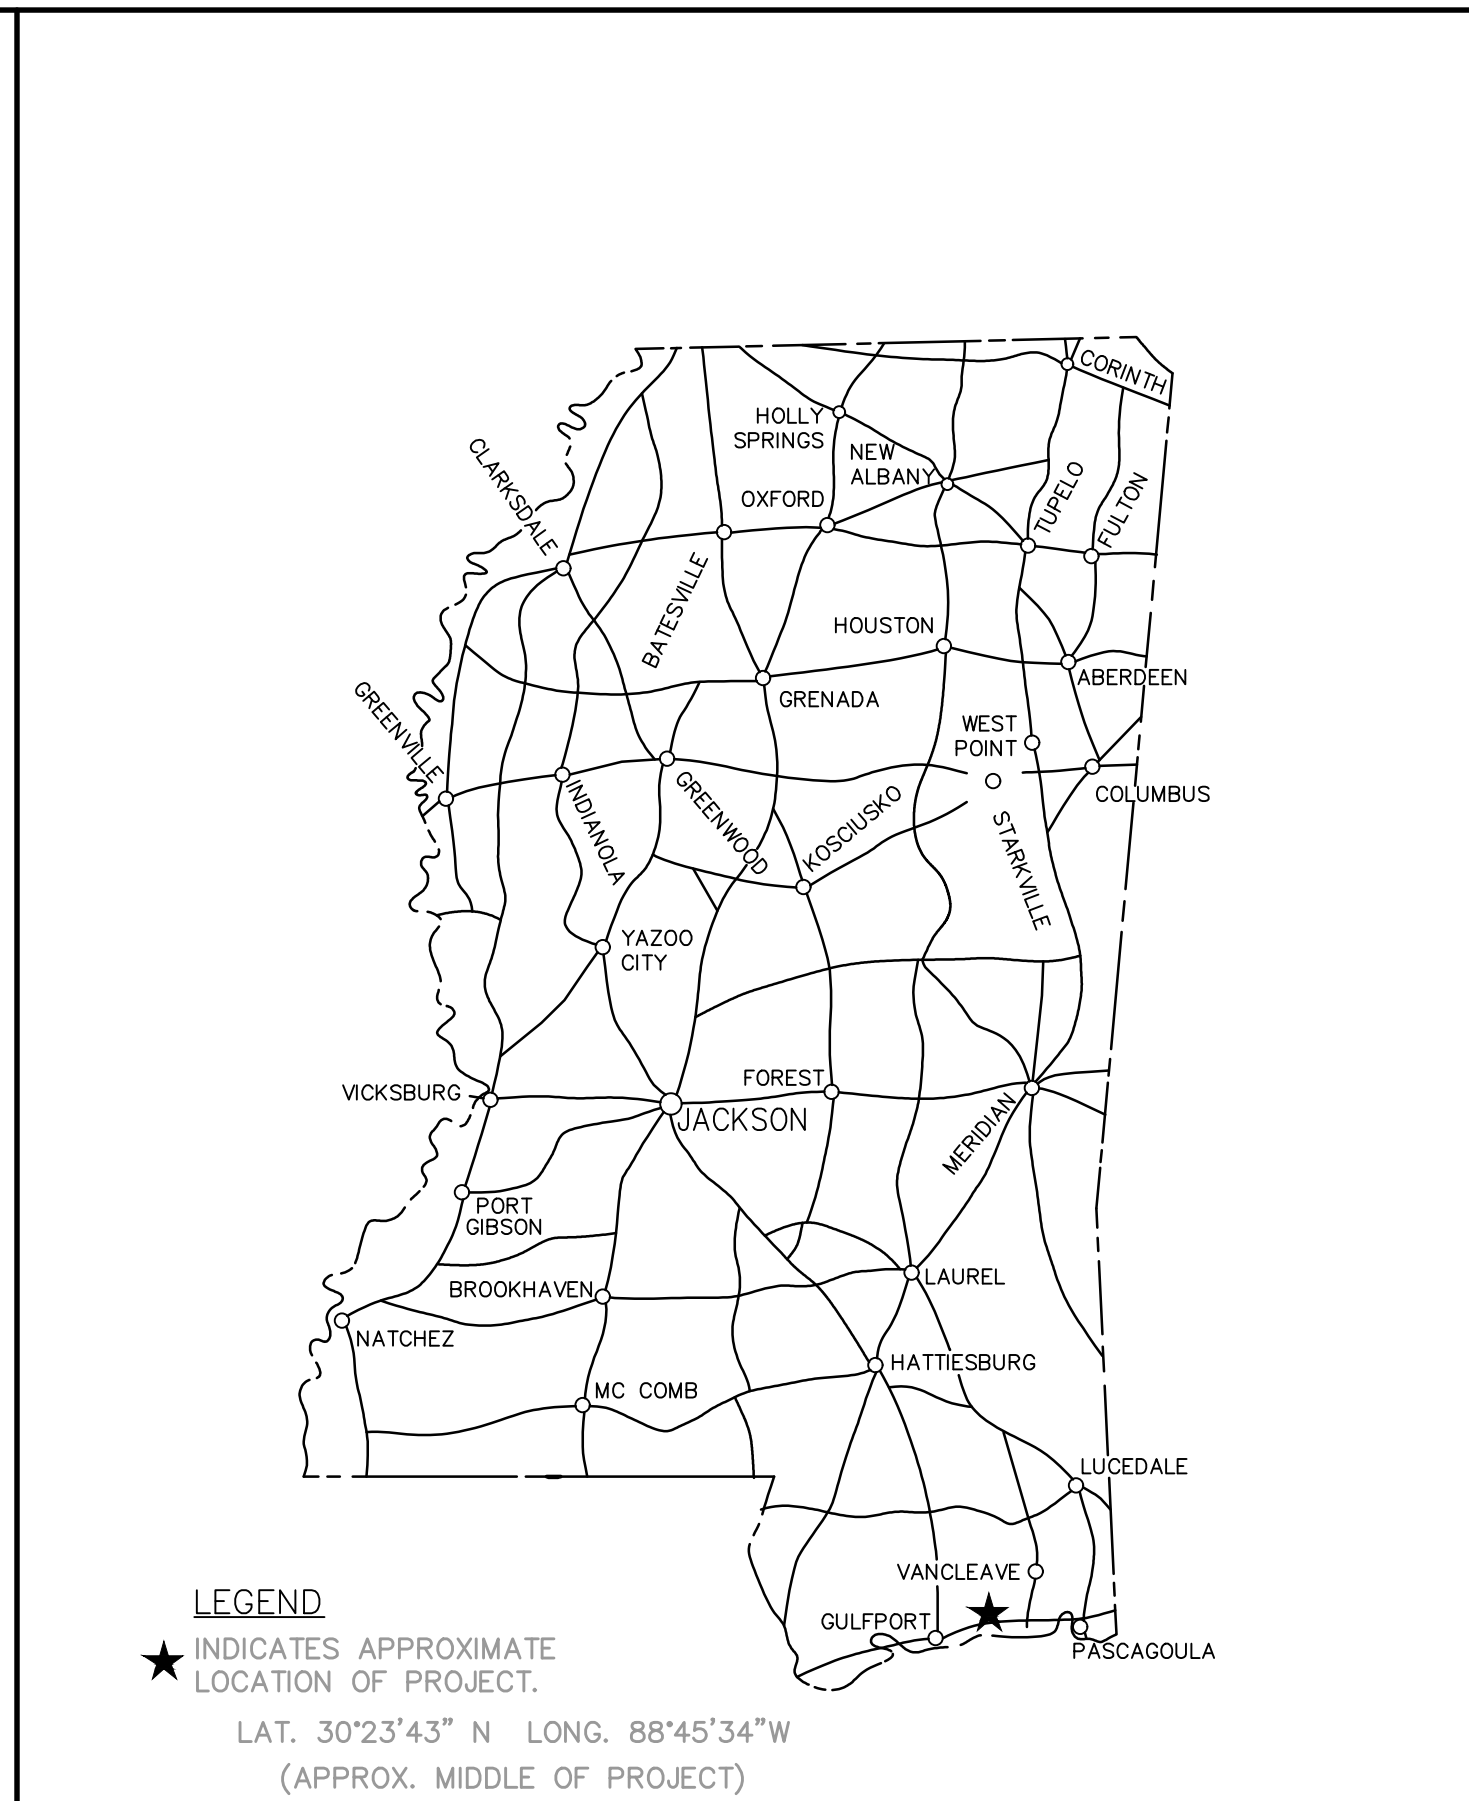 CORINTH
HOLLY
SPRINGS
NEW
ALBANY
CLARKSDALE
OXFORD
TUPELO
FULTON
BATESVILLE
HOUSTON
ABERDEEN
GRENADA
GREENVILLE
WEST
POINT
COLUMBUS
INDIANOLA
GREENWOOD
KOSCIUSKO
STARKVILLE
YAZOO
CITY
VICKSBURG
FOREST
JACKSON
MERIDIAN
PORT
GIBSON
LAUREL
BROOKHAVEN
NATCHEZ
HATTIESBURG
MC COMB
LUCEDALE
VANCLEAVE
GULFPORT
PASCAGOULA
LEGEND
INDICATES APPROXIMATE
LOCATION OF PROJECT.
LAT. 30°23'43" N LONG. 88°45'34"W
(APPROX. MIDDLE OF PROJECT)